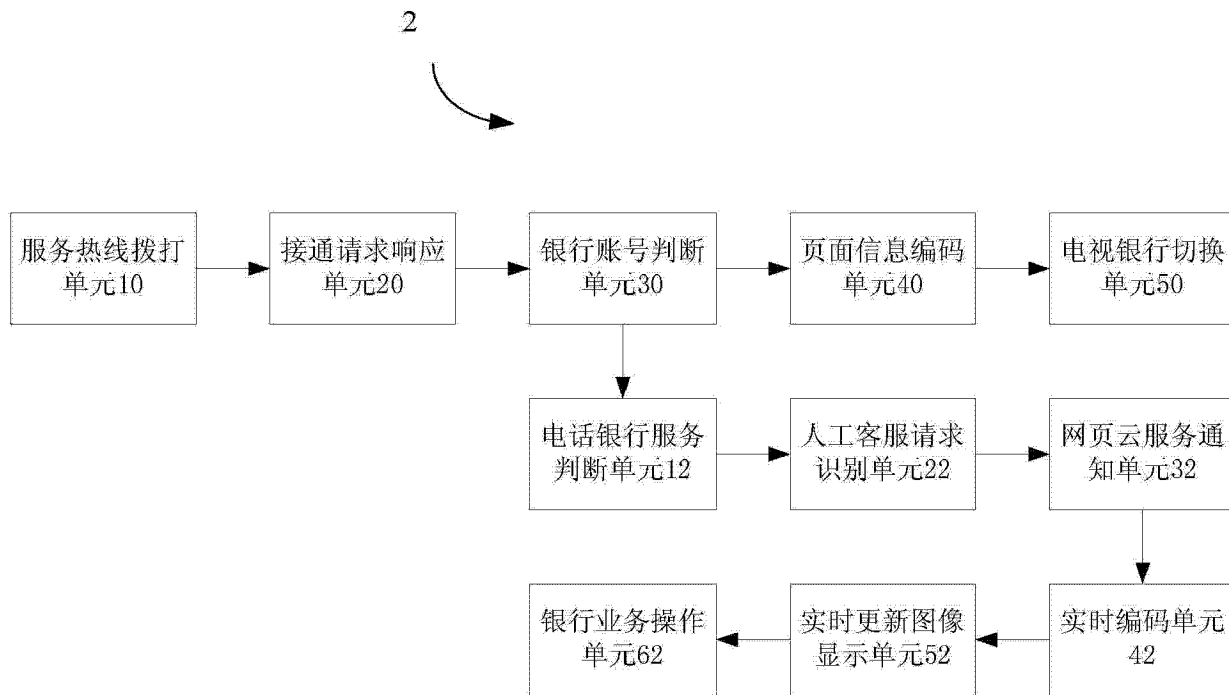 2
服务热线拨打
单元10
接通请求响应
单元20
银行账号判断
单元30
页面信息编码
单元40
电视银行切换
单元50
电话银行服务
判断单元12
人工客服请求
识别单元22
网页云服务通
知单元32
银行业务操作
单元62
实时更新图像
显示单元52
实时编码单元
42